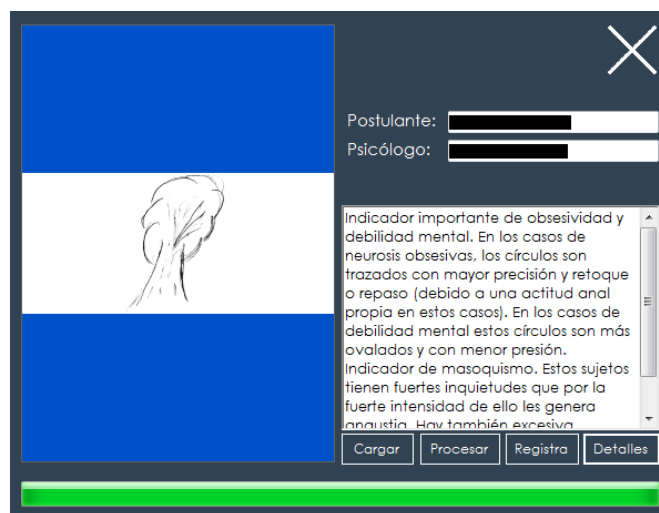 Postulante:
Psicólogo:
Indicador importante de obsesividad y
debilidad mental. En los casos de
neurosis obsesivas, los círculos son
trazados con mayor precisión y retoque
o repaso (debido a una actitud anal
propia en estos casos). En los casos de
debilidad mental estos círculos son más
ovalados y con menor presión.
Indicador de masoquismo. Estos sujetos
tienen fuertes inquietudes que por la
fuerte intensidad de ello les genera
angustia. Hay también excesiva
Cargar Procesar Registra Detalles